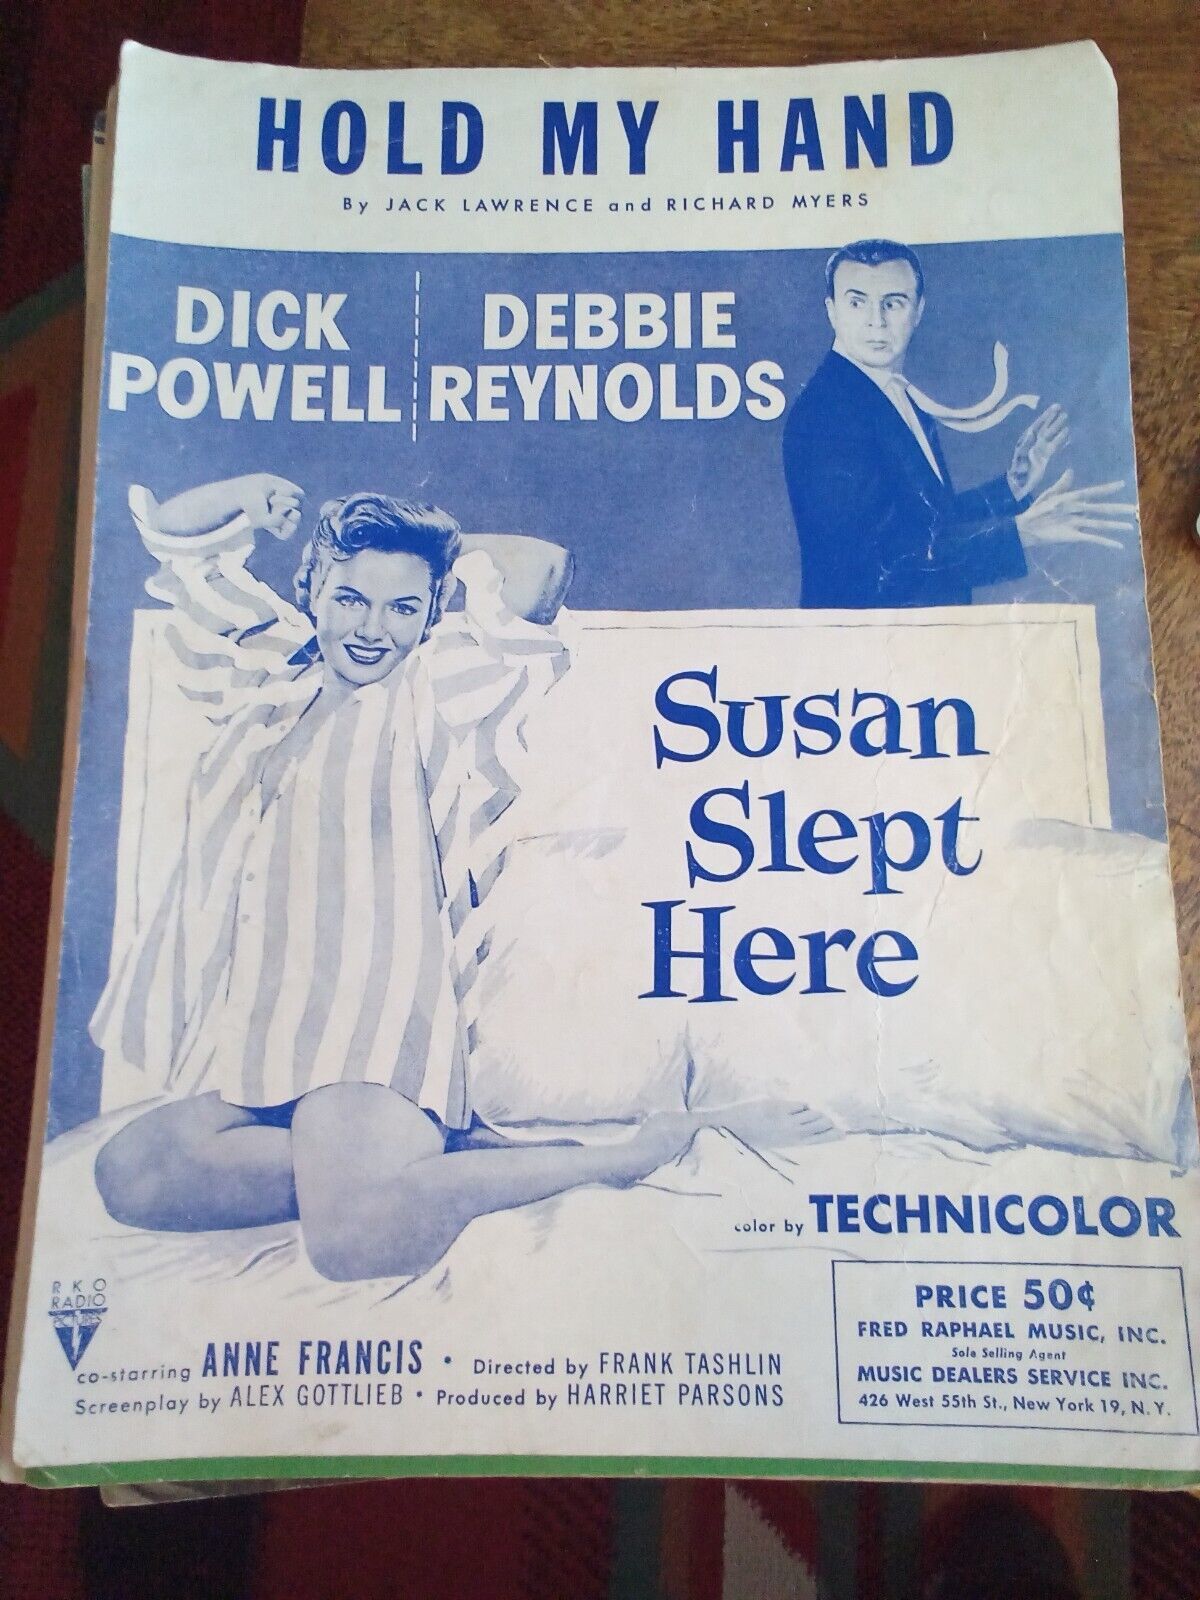 HOLD MY HAND
By JACK LAWRENCE and RICHARD MYERS
DICK
POWELL
DEBBIE
REYNOLDS
Susan
Slept
Here
color by TECHNICOLOR
RKO
RADIO
PICTURES
co-starring ANNE FRANCIS • Directed by FRANK TASHLIN
Screenplay by ALEX GOTTLIEB • Produced by HARRIET PARSONS
PRICE 50¢
FRED RAPHAEL MUSIC, INC.
Sole Selling Agent
MUSIC DEALERS SERVICE INC.
426 West 55th St., New York 19, N. Y.